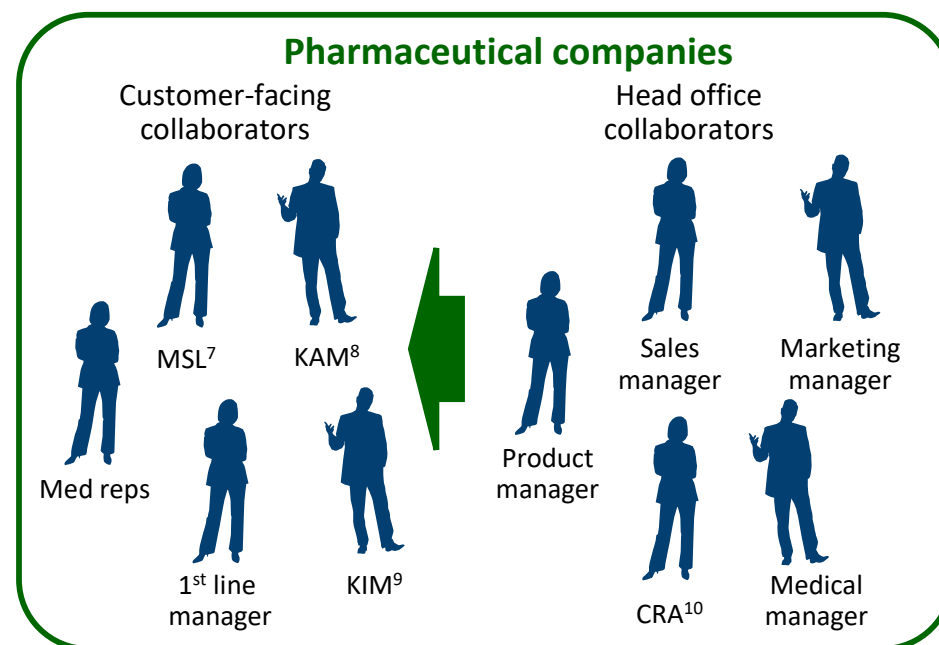 Pharmaceutical companies
Customer-facing
collaborators
MSL⁷
KAM⁸
Med reps
1ˢᵗ line
manager
KIM⁹
Head office
collaborators
Sales
manager
Marketing
manager
Product
manager
CRA¹⁰
Medical
manager